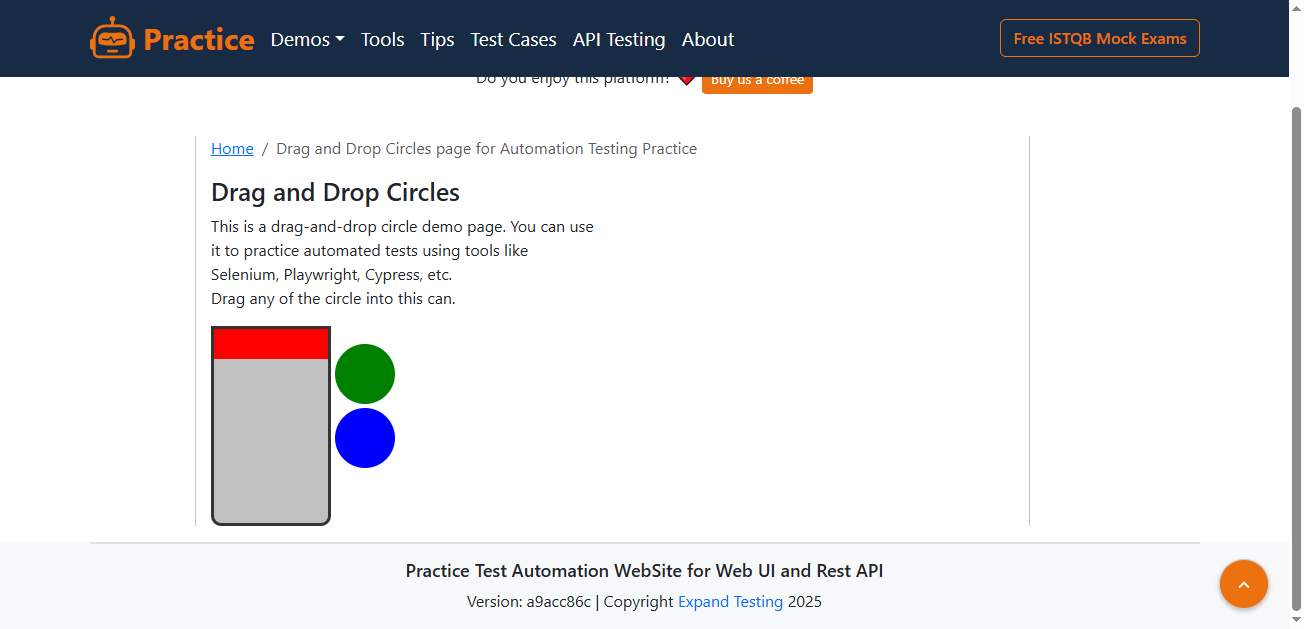 Practice
Demos
Tools
Tips
Test Cases
API Testing
About
Free ISTQB Mock Exams
Do you enjoy this platform?
Buy us a coffee
Home / Drag and Drop Circles page for Automation Testing Practice
Drag and Drop Circles
This is a drag-and-drop circle demo page. You can use
it to practice automated tests using tools like
Selenium, Playwright, Cypress, etc.
Drag any of the circle into this can.
Practice Test Automation WebSite for Web UI and Rest API
Version: a9acc86c | Copyright Expand Testing 2025